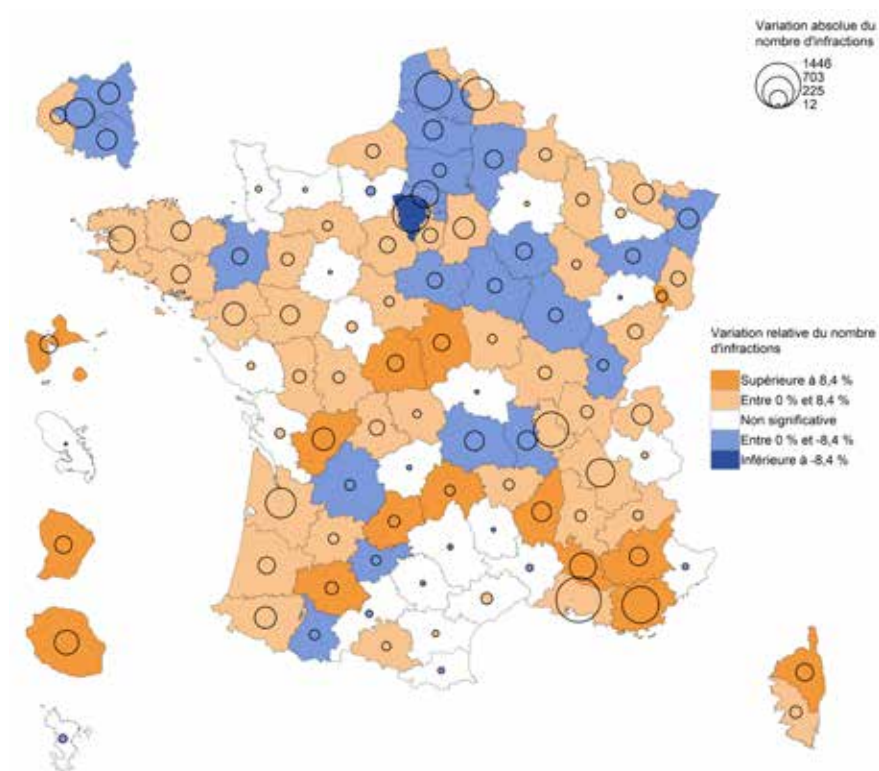 Variation absolue du
nombre d'infractions
1446
703
225
12
Variation relative du nombre
d'infractions
Supérieure à 8,4 %
Entre 0 % et 8,4 %
Non significative
Entre 0 % et -8,4 %
Inférieure à -8,4 %